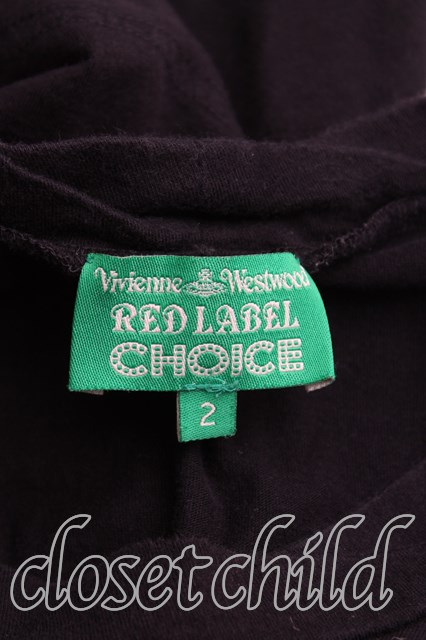 Vivienne Westwood
RED LABEL
CHOICE
2
closet child